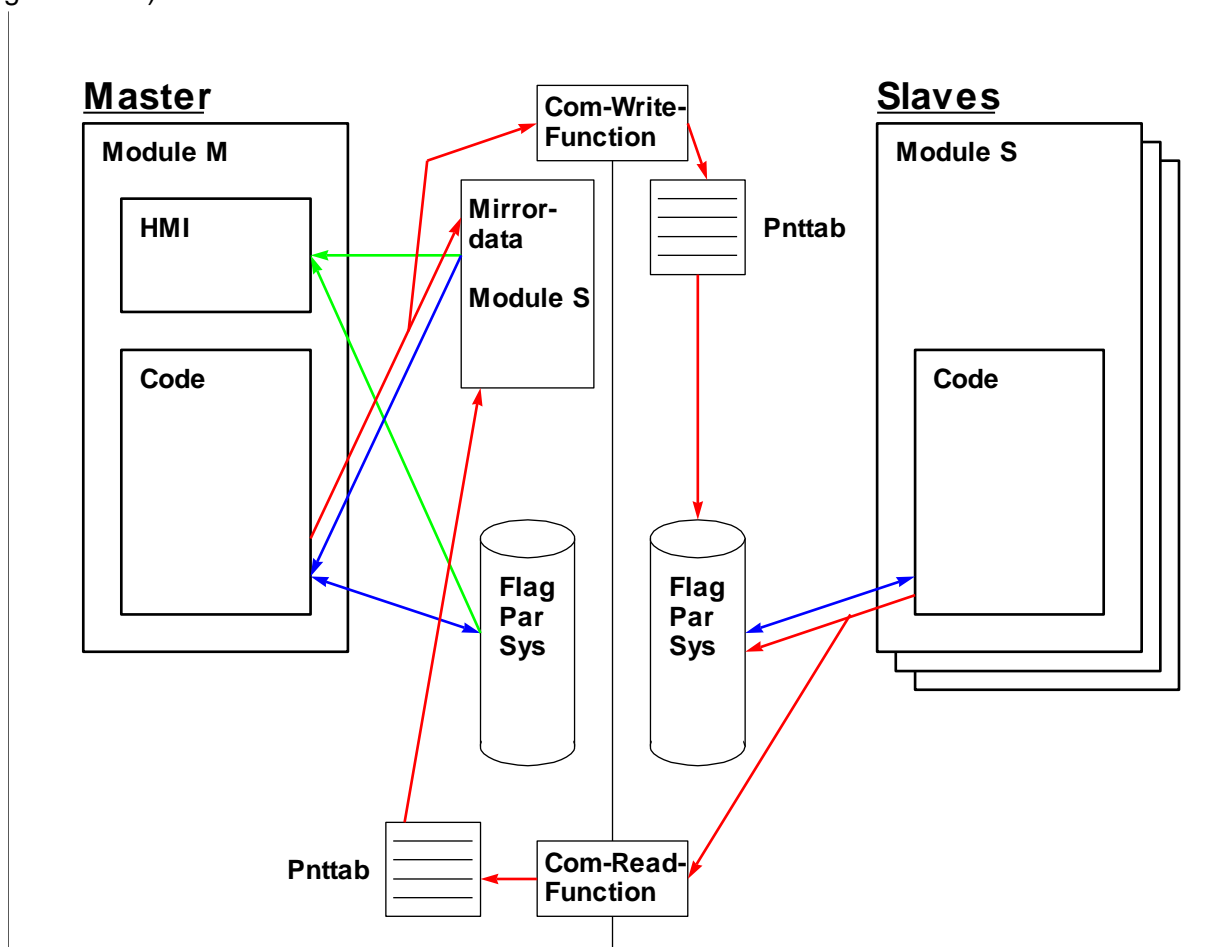 Master
Slaves
Com-Write-
Function
Module M
Module S
HMI
Mirror-
data
Module S
Pnttab
Code
Code
Flag
Par
Sys
Flag
Par
Sys
Pnttab
Com-Read-
Function